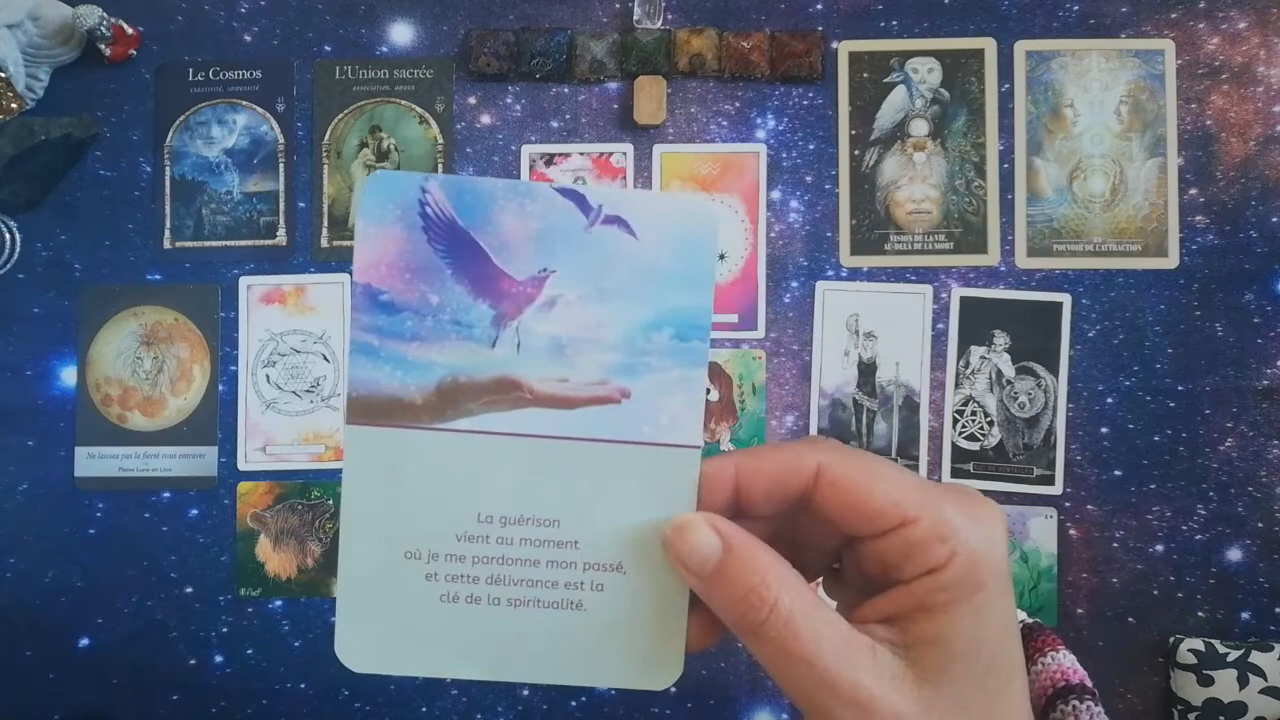 Le Cosmos
CRÉATIVITÉ, IMMENSITÉ
41
L'Union sacrée
ASSOCIATION, AMOUR
27
VISION DE LA VIE,
AU-DELÀ DE LA MORT
POUVOIR DE L'ATTRACTION
Ne laissez pas la fierté vous entraver
Pleine Lune en Lion
La guérison
vient au moment
où je me pardonne mon passé,
et cette délivrance est la
clé de la spiritualité.